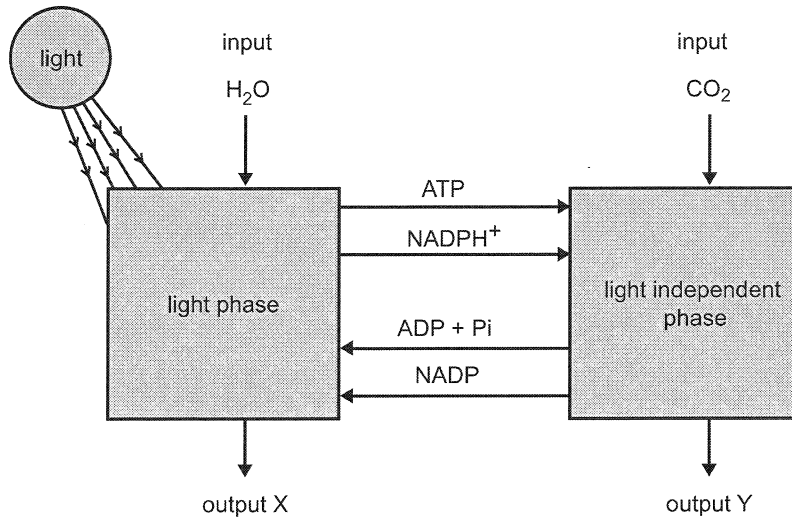 light
input
H₂O
input
CO₂
ATP
NADPH⁺
light phase
light independent
phase
ADP + Pi
NADP
output X
output Y